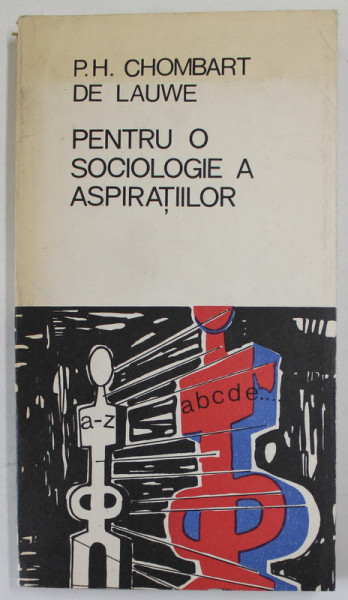 P.H. CHOMBART
DE LAUWE
PENTRU O
SOCIOLOGIE A
ASPIRAȚIILOR
a-z
abcde....